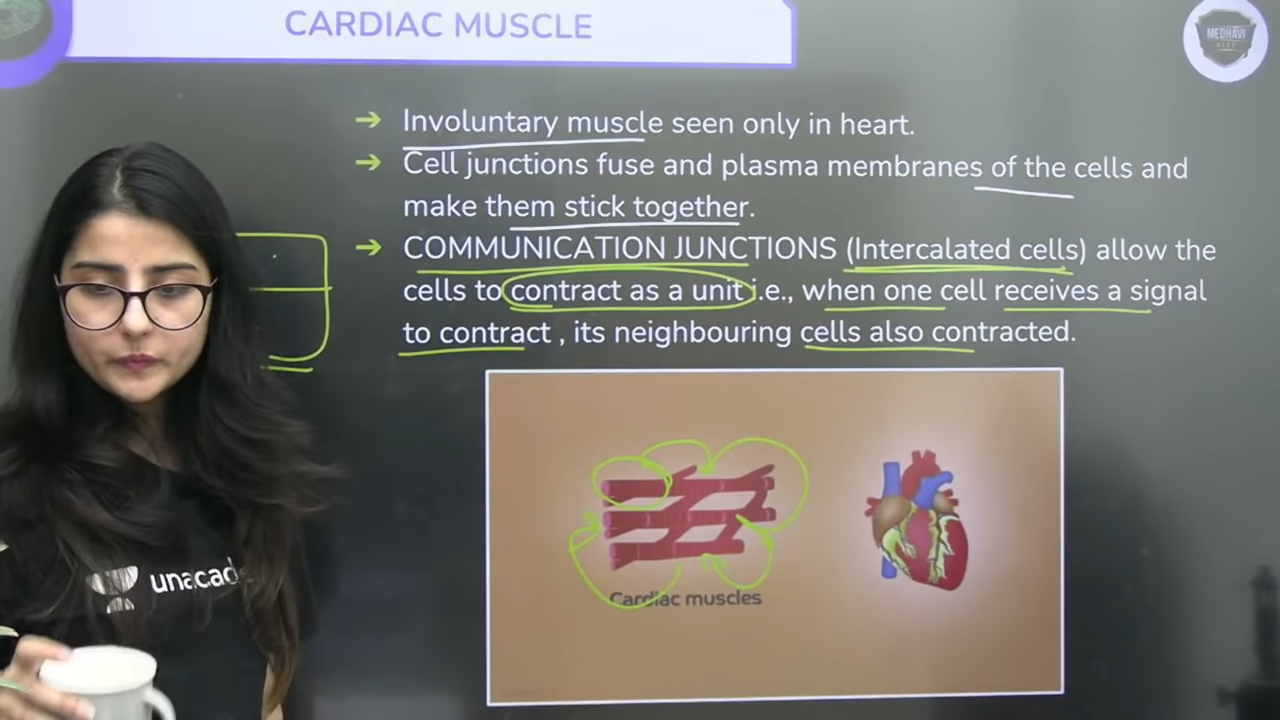 CARDIAC MUSCLE
MEDHAVI
NEET
➔ Involuntary muscle seen only in heart.
➔ Cell junctions fuse and plasma membranes of the cells and
make them stick together.
➔ COMMUNICATION JUNCTIONS (Intercalated cells) allow the
cells to contract as a unit i.e., when one cell receives a signal
to contract , its neighbouring cells also contracted.
unacad
Cardiac muscles